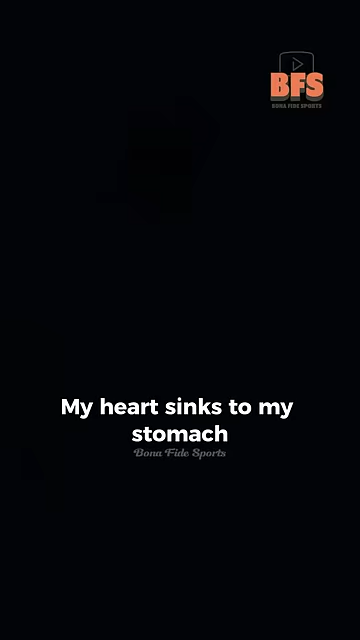 BFS
BONA FIDE SPORTS
My heart sinks to my
stomach
Bona Fide Sports